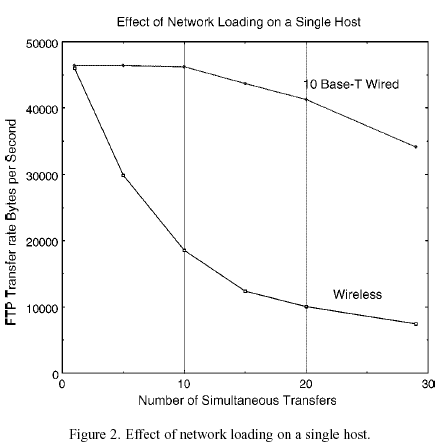 Effect of Network Loading on a Single Host
50000
40000
30000
20000
10000
0
FTP Transfer rate Bytes per Second
10 Base-T Wired
Wireless
0
10
20
30
Number of Simultaneous Transfers
Figure 2. Effect of network loading on a single host.